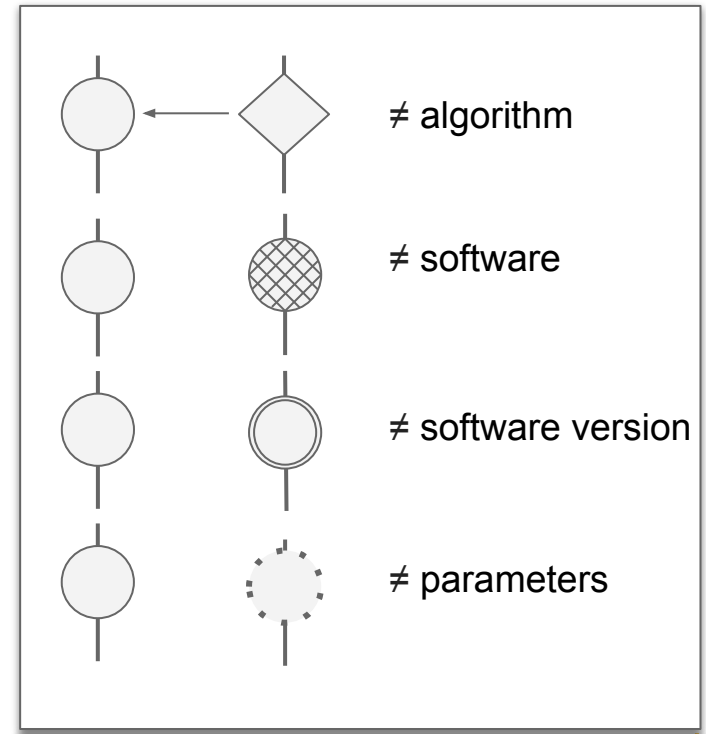 ≠ algorithm
≠ software
≠ software version
≠ parameters